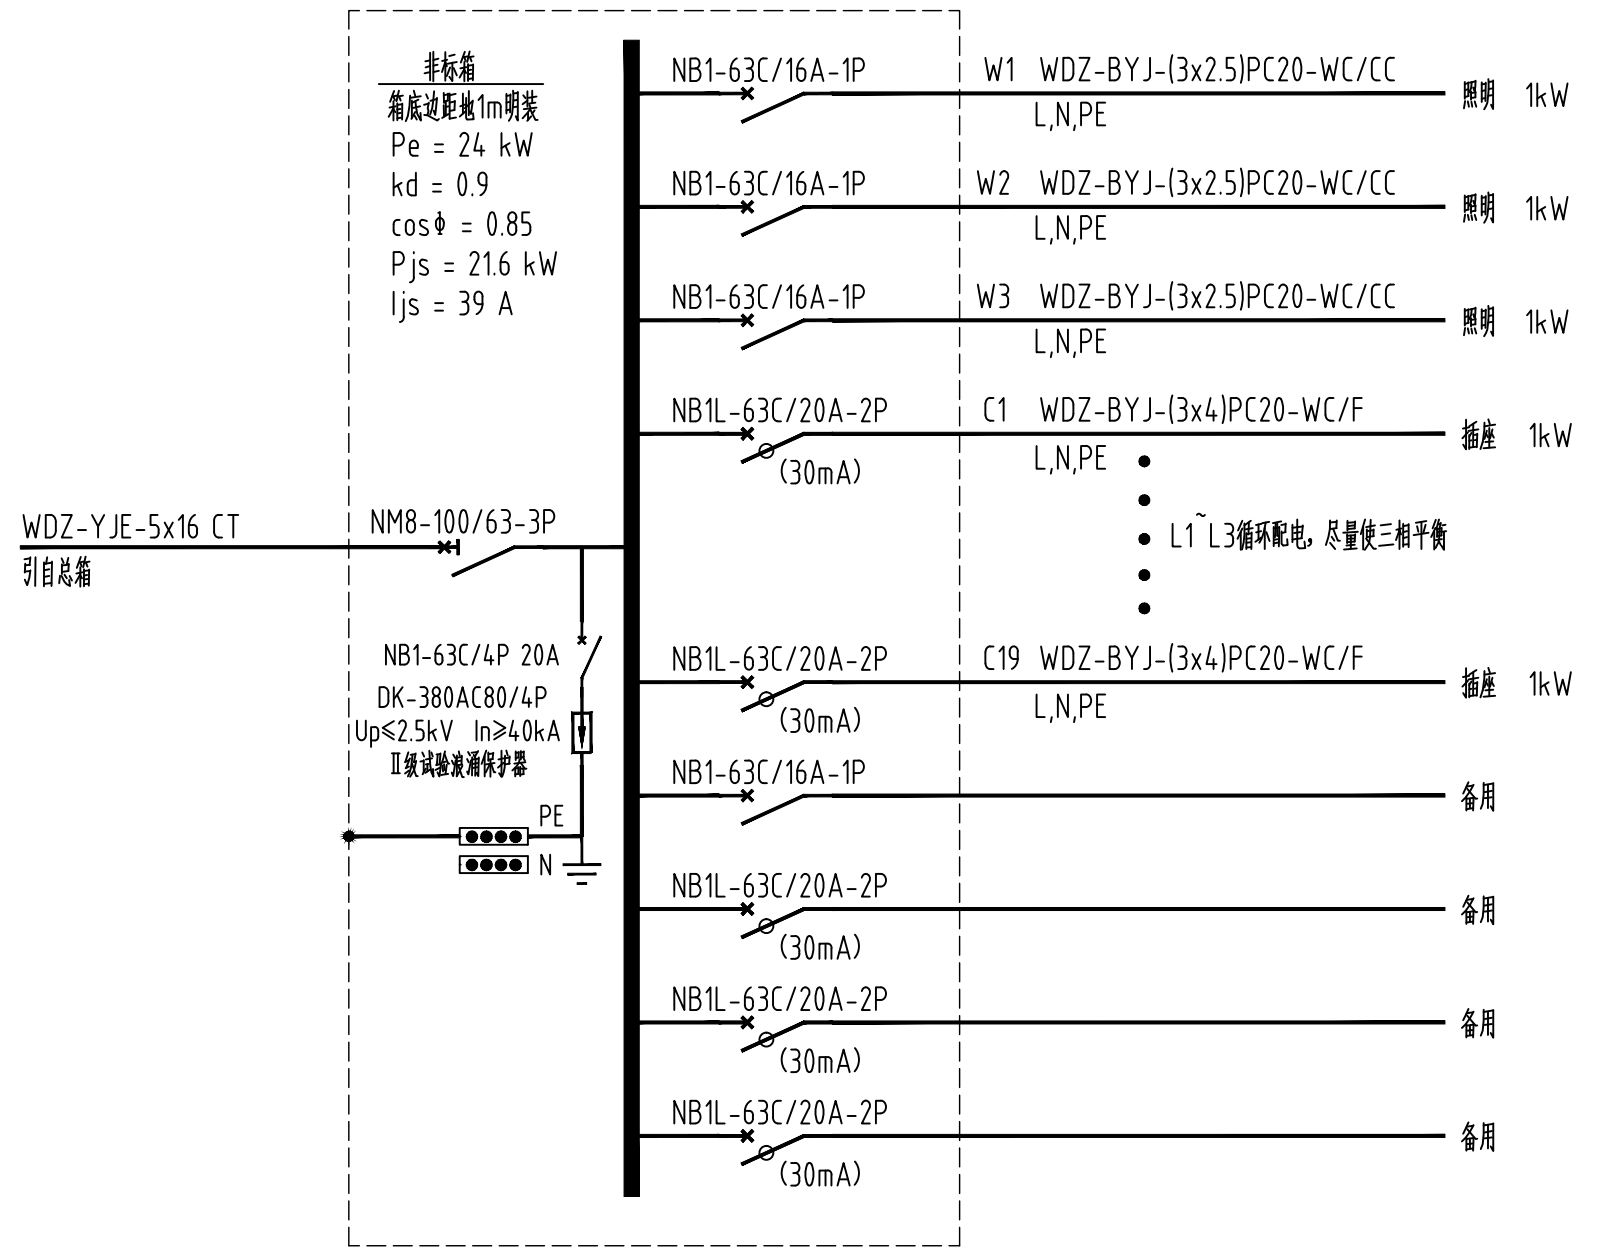 非标箱
箱底边距地1m明装
Pe = 24 kW
kd = 0.9
cosΦ = 0.85
Pjs = 21.6 kW
Ijs = 39 A
WDZ-YJE-5x16 CT
引自总箱
NM8-100/63-3P
NB1-63C/4P 20A
DK-380AC80/4P
Up≤2.5kV In≥40kA
Ⅱ级试验浪涌保护器
PE
N
NB1-63C/16A-1P W1 WDZ-BYJ-(3x2.5)PC20-WC/CC
L,N,PE
照明 1kW
NB1-63C/16A-1P W2 WDZ-BYJ-(3x2.5)PC20-WC/CC
L,N,PE
照明 1kW
NB1-63C/16A-1P W3 WDZ-BYJ-(3x2.5)PC20-WC/CC
L,N,PE
照明 1kW
NB1L-63C/20A-2P C1 WDZ-BYJ-(3x4)PC20-WC/F
(30mA) L,N,PE
插座 1kW
L1~L3循环配电，尽量使三相平衡
NB1L-63C/20A-2P C19 WDZ-BYJ-(3x4)PC20-WC/F
(30mA) L,N,PE
插座 1kW
NB1-63C/16A-1P
备用
NB1L-63C/20A-2P
(30mA)
备用
NB1L-63C/20A-2P
(30mA)
备用
NB1L-63C/20A-2P
(30mA)
备用